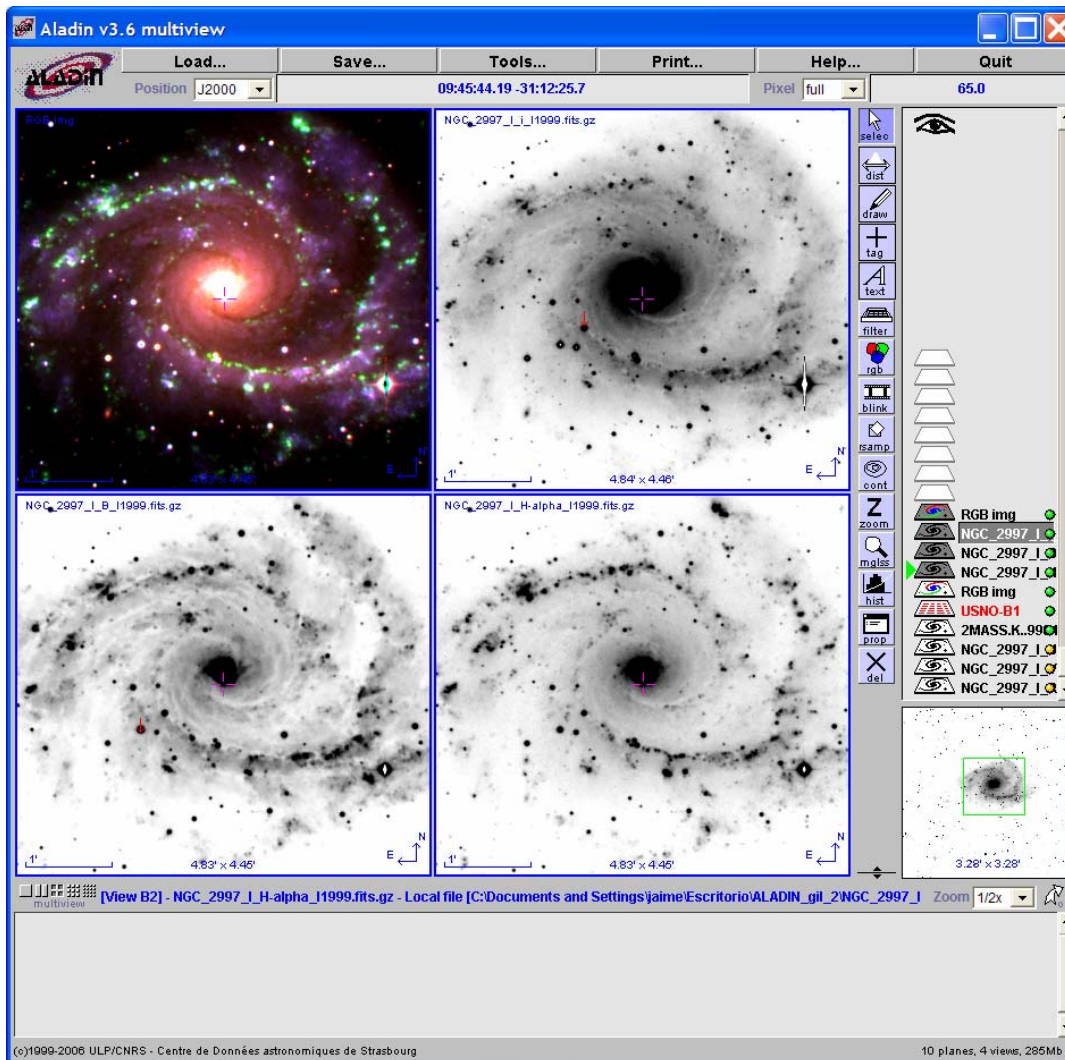 Aladin v3.6 multiview
ALADIN
Load... Save... Tools... Print... Help... Quit
Position J2000 09:45:44.19 -31:12:25.7 Pixel full 65.0
RGB img
1'
N
E
NGC_2997_I_i_I1999.fits.gz
1'
4.84' x 4.46'
N
E
NGC_2997_I_B_I1999.fits.gz
1'
4.83' x 4.45'
N
E
NGC_2997_I_H-alpha_I1999.fits.gz
1'
4.83' x 4.45'
N
E
selec
dist
draw
tag
text
filter
rgb
blink
rsamp
cont
zoom
mglss
hist
prop
del
RGB img
NGC_2997_I_
NGC_2997_I_
NGC_2997_I_
RGB img
USNO-B1
2MASS.K..99
NGC_2997_I_
NGC_2997_I_
NGC_2997_I_
3.28' x 3.28'
multiview
[View B2] - NGC_2997_I_H-alpha_I1999.fits.gz - Local file [C:\Documents and Settings\jaime\Escritorio\ALADIN_gil_2\NGC_2997_I
Zoom 1/2x
(c)1999-2006 ULP/CNRS - Centre de Données astronomiques de Strasbourg
10 planes, 4 views, 285Mb